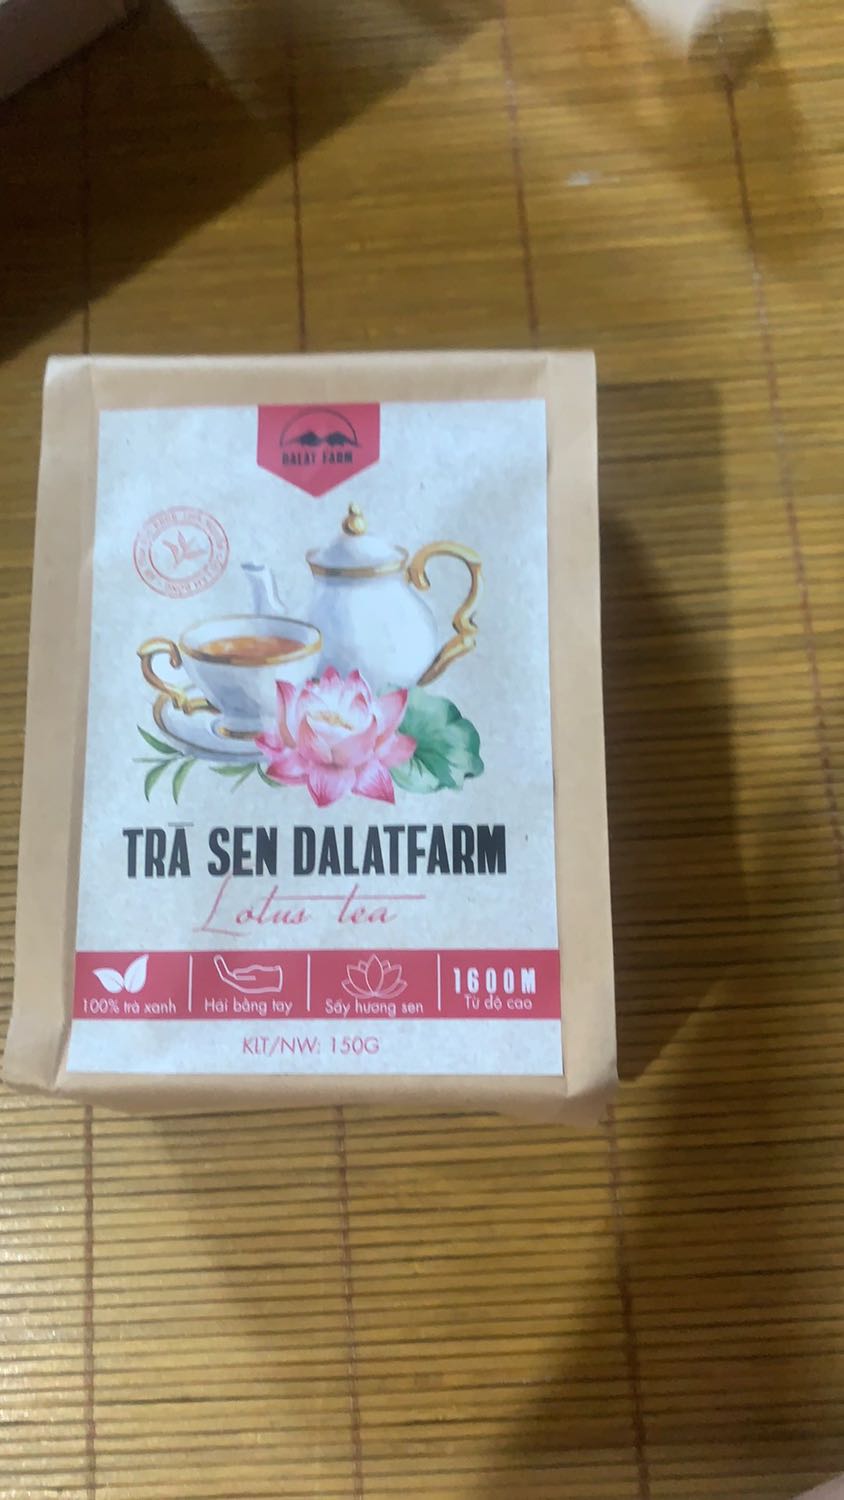 DALAT FARM
TRÀ SEN DALATFARM
Lotus tea
100% trà xanh
Hái bằng tay
Sấy hương sen
1600M
Từ độ cao
KLT/NW: 150G